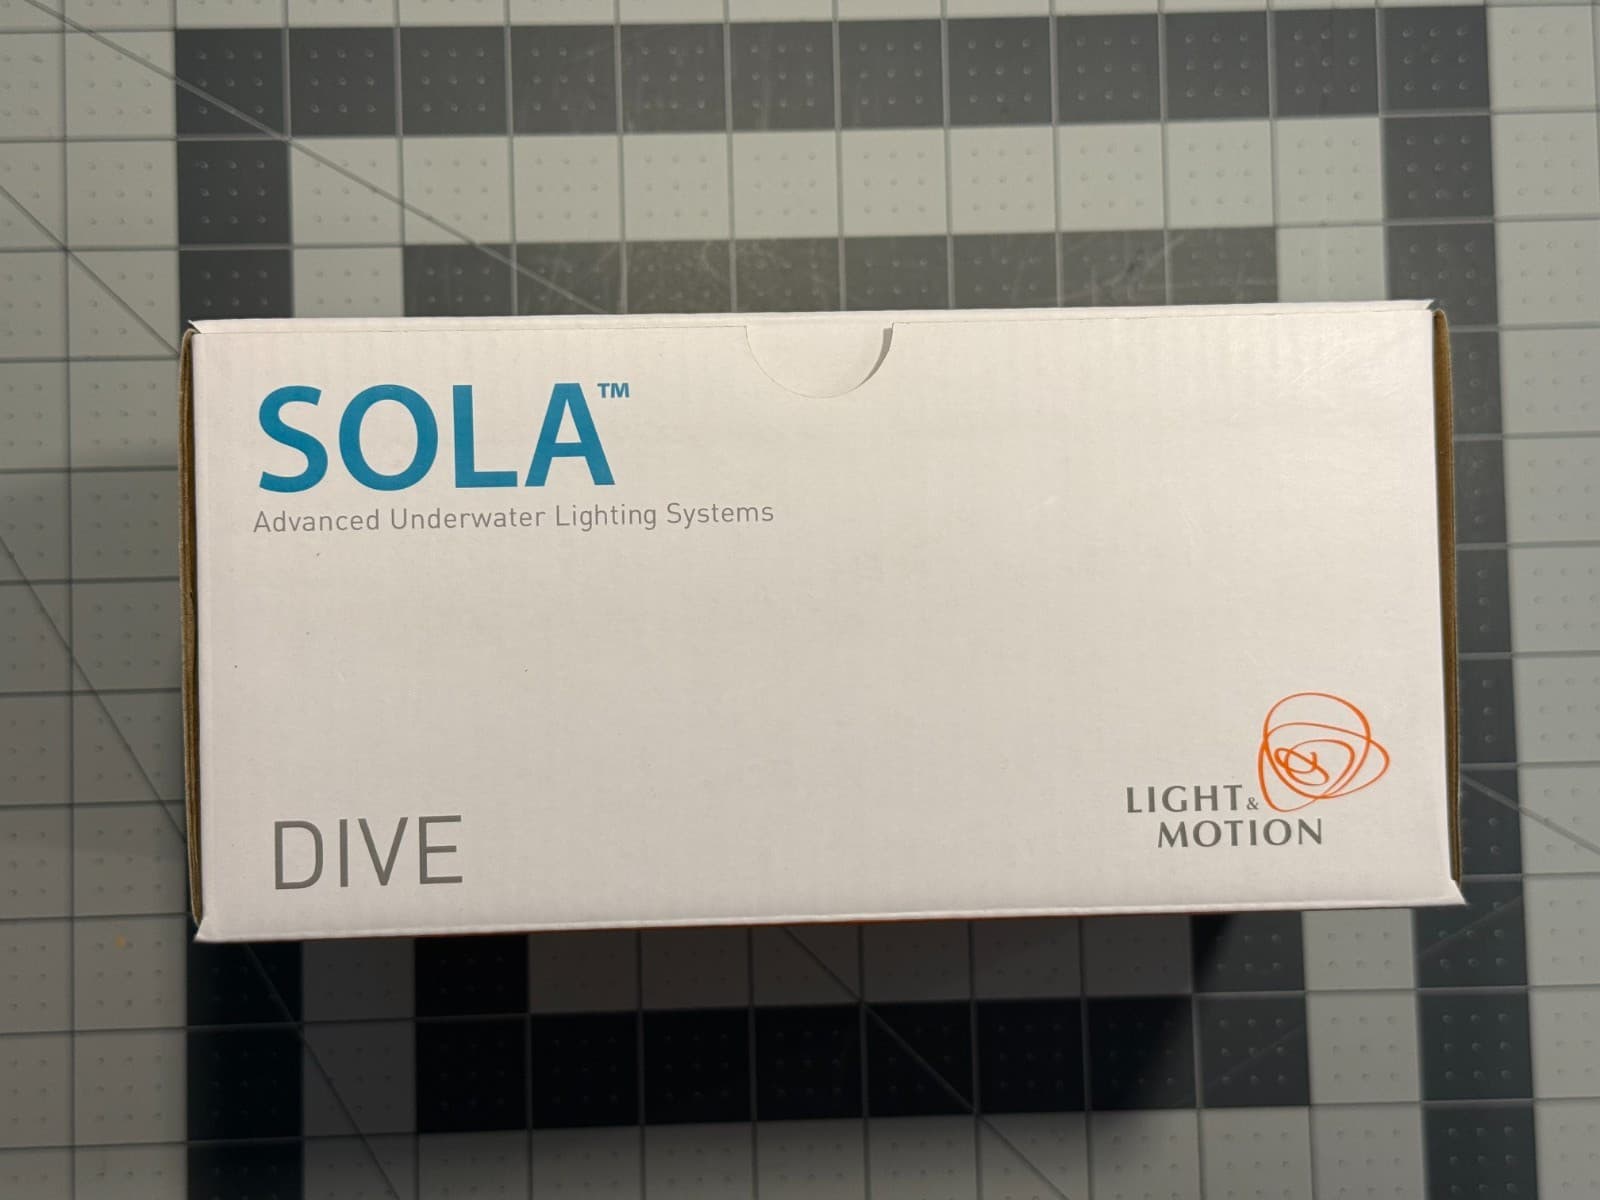 SOLA™
Advanced Underwater Lighting Systems
DIVE
LIGHT &
MOTION